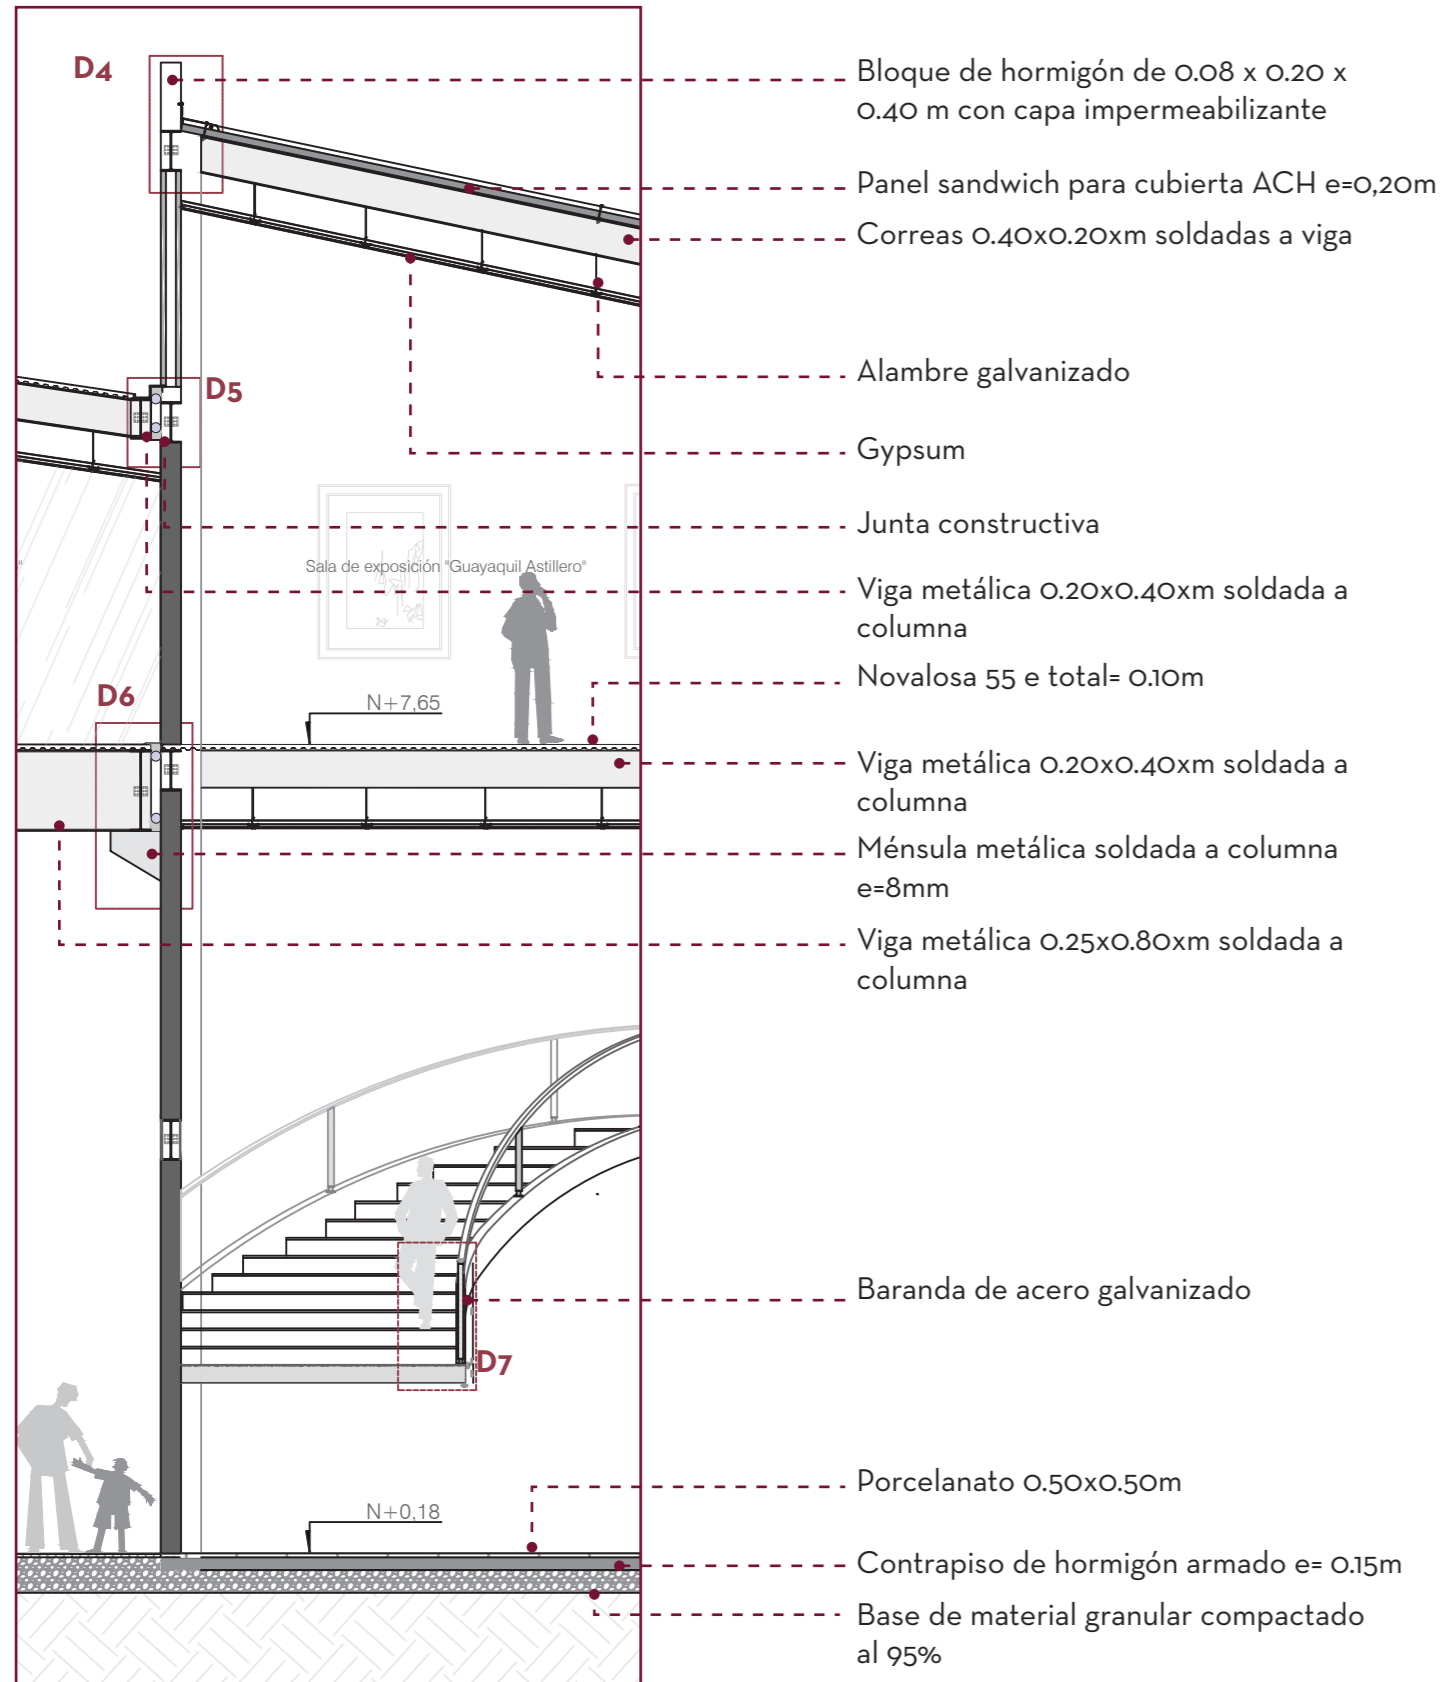 D4
Bloque de hormigón de 0.08 x 0.20 x
0.40 m con capa impermeabilizante
Panel sandwich para cubierta ACH e=0,20m
Correas 0.40x0.20xm soldadas a viga
Alambre galvanizado
D5
Gypsum
Junta constructiva
Sala de exposición "Guayaquil Astillero"
"
Viga metálica 0.20x0.40xm soldada a
columna
Novalosa 55 e total= 0.10m
D6
N+7,65
Viga metálica 0.20x0.40xm soldada a
columna
Ménsula metálica soldada a columna
e=8mm
Viga metálica 0.25x0.80xm soldada a
columna
Baranda de acero galvanizado
D7
Porcelanato 0.50x0.50m
N+0,18
Contrapiso de hormigón armado e= 0.15m
Base de material granular compactado
al 95%